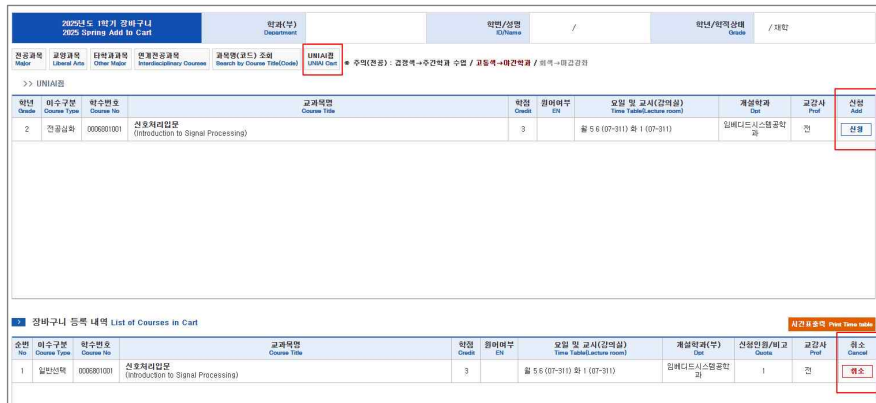 2025년도 1학기 장바구니
2025 Spring Add to Cart
학과(부)
Department
학번/성명
ID/Name
/
학년/학적상태
Grade
/ 재학
전공과목
Major
교양과목
Liberal Arts
타학과과목
Other Major
연계전공과목
Interdisciplinary Courses
과목명(코드) 조회
Search by Course Title(Code)
UNIAI찜
UNIAI Cart
※ 주의(전공) : 검정색→주간학과 수업 / 고동색→야간학과 / 회색→미갑강좌
>> UNIAI찜
학년 이수구분 학수번호 교과목명 학점 원어여부 요일 및 교시(강의실) 개설학과 교강사 신청
Grade Course Type Course No Course Title Credit EN Time Table(Lecture room) Dpt Prof Add
2 전공심화 0006801001 신호처리입문 3 월 5 6 (07-311) 화 1 (07-311) 임베디드시스템공학과 전 신청
(Introduction to Signal Processing)
장바구니 등록 내역 List of Courses in Cart
시간표출력 Print Time table
순번 이수구분 학수번호 교과목명 학점 원어여부 요일 및 교시(강의실) 개설학과(부) 신청인원/비고 교강사 취소
No Course Type Course No Course Title Credit EN Time Table(Lecture room) Dpt Quota Prof Cancel
1 일반선택 0006801001 신호처리입문 3 월 5 6 (07-311) 화 1 (07-311) 임베디드시스템공학과 1 전 취소
(Introduction to Signal Processing)